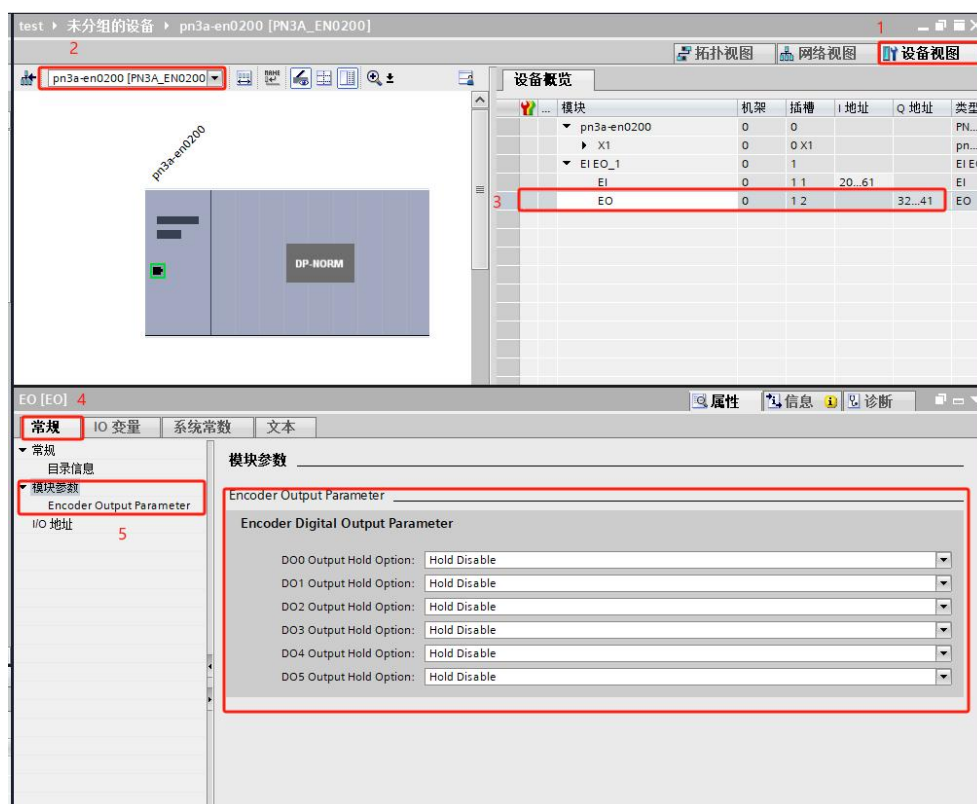 test ▸ 未分组的设备 ▸ pn3a-en0200 [PN3A_EN0200]
1
2
拓扑视图 网络视图 设备视图
pn3a-en0200 [PN3A_EN0200]
设备概览
... 模块 机架 插槽 I 地址 Q 地址 类型
pn3a-en0200 0 0 PN...
X1 0 0 X1 pn...
EI EO_1 0 1 EI E
EI 0 1 1 20...61 EI
3 EO 0 1 2 32...41 EO
pn3a-en0200
DP-NORM
EO [EO] 4
属性 信息 诊断
常规 IO 变量 系统常数 文本
常规
目录信息
模块参数
Encoder Output Parameter
I/O 地址
5
模块参数
Encoder Output Parameter
Encoder Digital Output Parameter
DO0 Output Hold Option: Hold Disable
DO1 Output Hold Option: Hold Disable
DO2 Output Hold Option: Hold Disable
DO3 Output Hold Option: Hold Disable
DO4 Output Hold Option: Hold Disable
DO5 Output Hold Option: Hold Disable